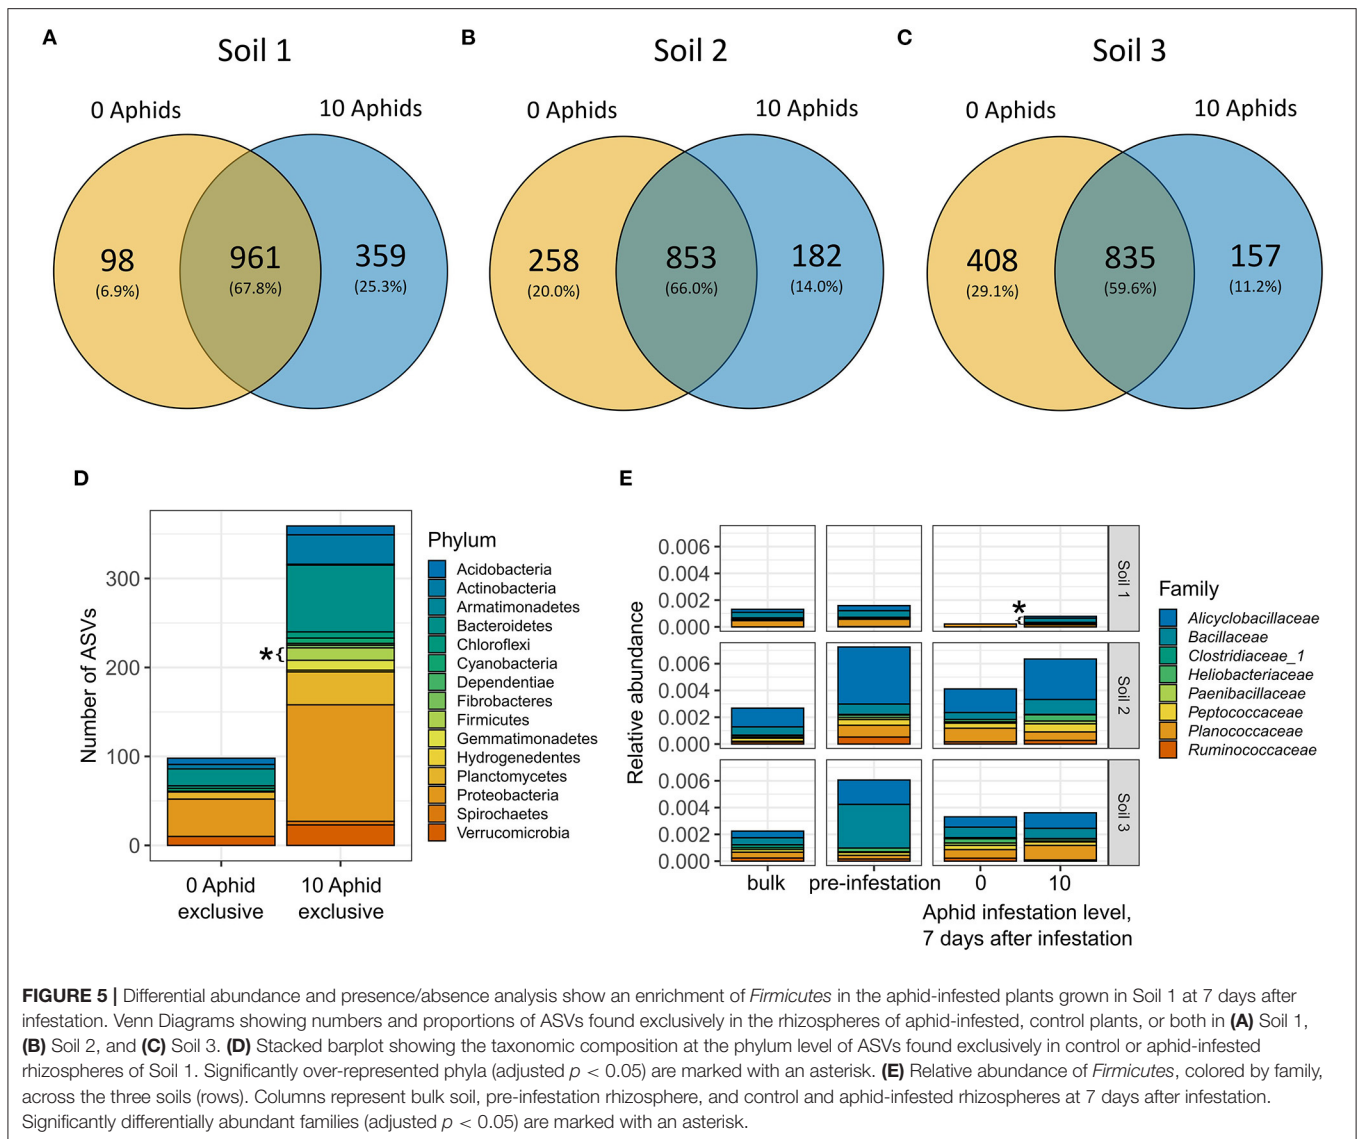 A
Soil 1
0 Aphids
10 Aphids
98
(6.9%)
961
(67.8%)
359
(25.3%)
B
Soil 2
0 Aphids
10 Aphids
258
(20.0%)
853
(66.0%)
182
(14.0%)
C
Soil 3
0 Aphids
10 Aphids
408
(29.1%)
835
(59.6%)
157
(11.2%)
D
Number of ASVs
300
200
100
0
*{
0 Aphid
exclusive
10 Aphid
exclusive
Phylum
Acidobacteria
Actinobacteria
Armatimonadetes
Bacteroidetes
Chloroflexi
Cyanobacteria
Dependentiae
Fibrobacteres
Firmicutes
Gemmatimonadetes
Hydrogenedentes
Planctomycetes
Proteobacteria
Spirochaetes
Verrucomicrobia
E
Relative abundance
0.006
0.004
0.002
0.000
*
{
Soil 1
0.006
0.004
0.002
0.000
Soil 2
0.006
0.004
0.002
0.000
Soil 3
bulk
pre-infestation
0
10
Aphid infestation level,
7 days after infestation
Family
Alicyclobacillaceae
Bacillaceae
Clostridiaceae_1
Heliobacteriaceae
Paenibacillaceae
Peptococcaceae
Planococcaceae
Ruminococcaceae
FIGURE 5 | Differential abundance and presence/absence analysis show an enrichment of Firmicutes in the aphid-infested plants grown in Soil 1 at 7 days after
infestation. Venn Diagrams showing numbers and proportions of ASVs found exclusively in the rhizospheres of aphid-infested, control plants, or both in (A) Soil 1,
(B) Soil 2, and (C) Soil 3. (D) Stacked barplot showing the taxonomic composition at the phylum level of ASVs found exclusively in control or aphid-infested
rhizospheres of Soil 1. Significantly over-represented phyla (adjusted p < 0.05) are marked with an asterisk. (E) Relative abundance of Firmicutes, colored by family,
across the three soils (rows). Columns represent bulk soil, pre-infestation rhizosphere, and control and aphid-infested rhizospheres at 7 days after infestation.
Significantly differentially abundant families (adjusted p < 0.05) are marked with an asterisk.